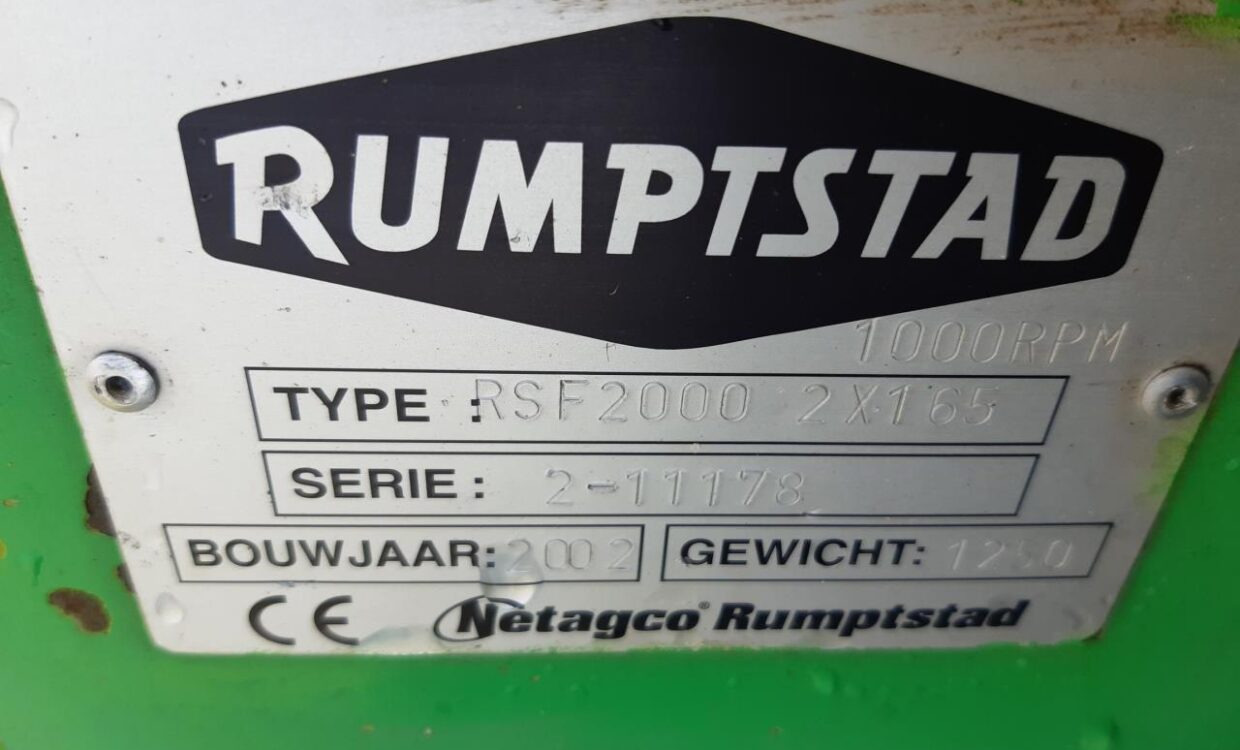 RUMPTSTAD
1000RPM
TYPE : RSF2000 2X165
SERIE : 2-11178
BOUWJAAR: 2002 GEWICHT:
CE Netagco® Rumptstad